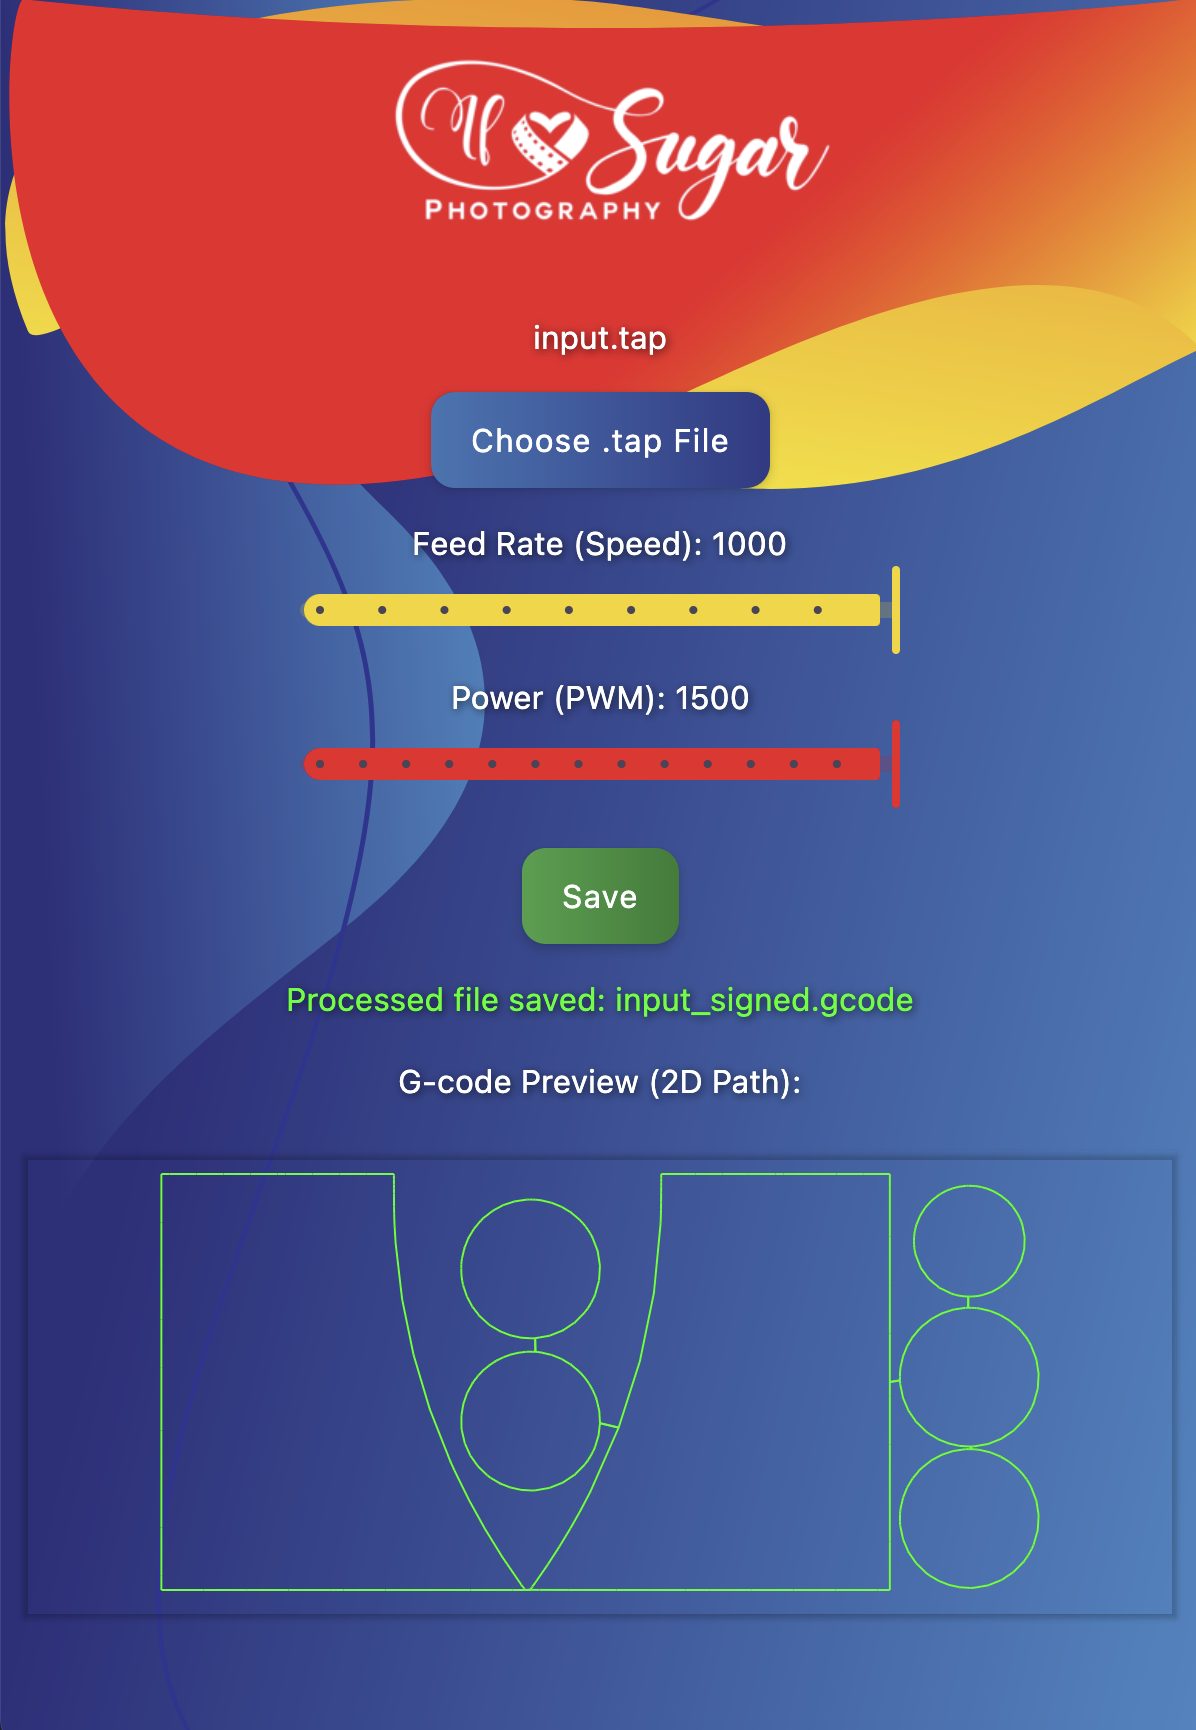 If Sugar
PHOTOGRAPHY
input.tap
Choose .tap File
Feed Rate (Speed): 1000
Power (PWM): 1500
Save
Processed file saved: input_signed.gcode
G-code Preview (2D Path):